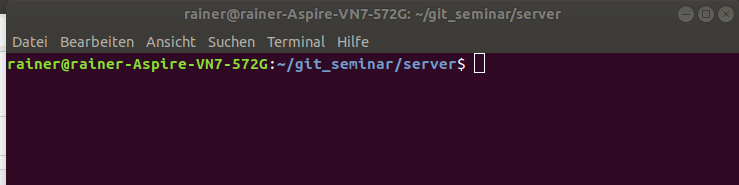 rainer@rainer-Aspire-VN7-572G: ~/git_seminar/server
Datei Bearbeiten Ansicht Suchen Terminal Hilfe
rainer@rainer-Aspire-VN7-572G:~/git_seminar/server$